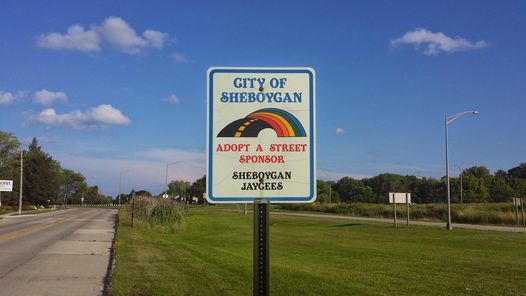 CITY OF
SHEBOYGAN
ADOPT A STREET
SPONSOR
SHEBOYGAN
JAYCEES